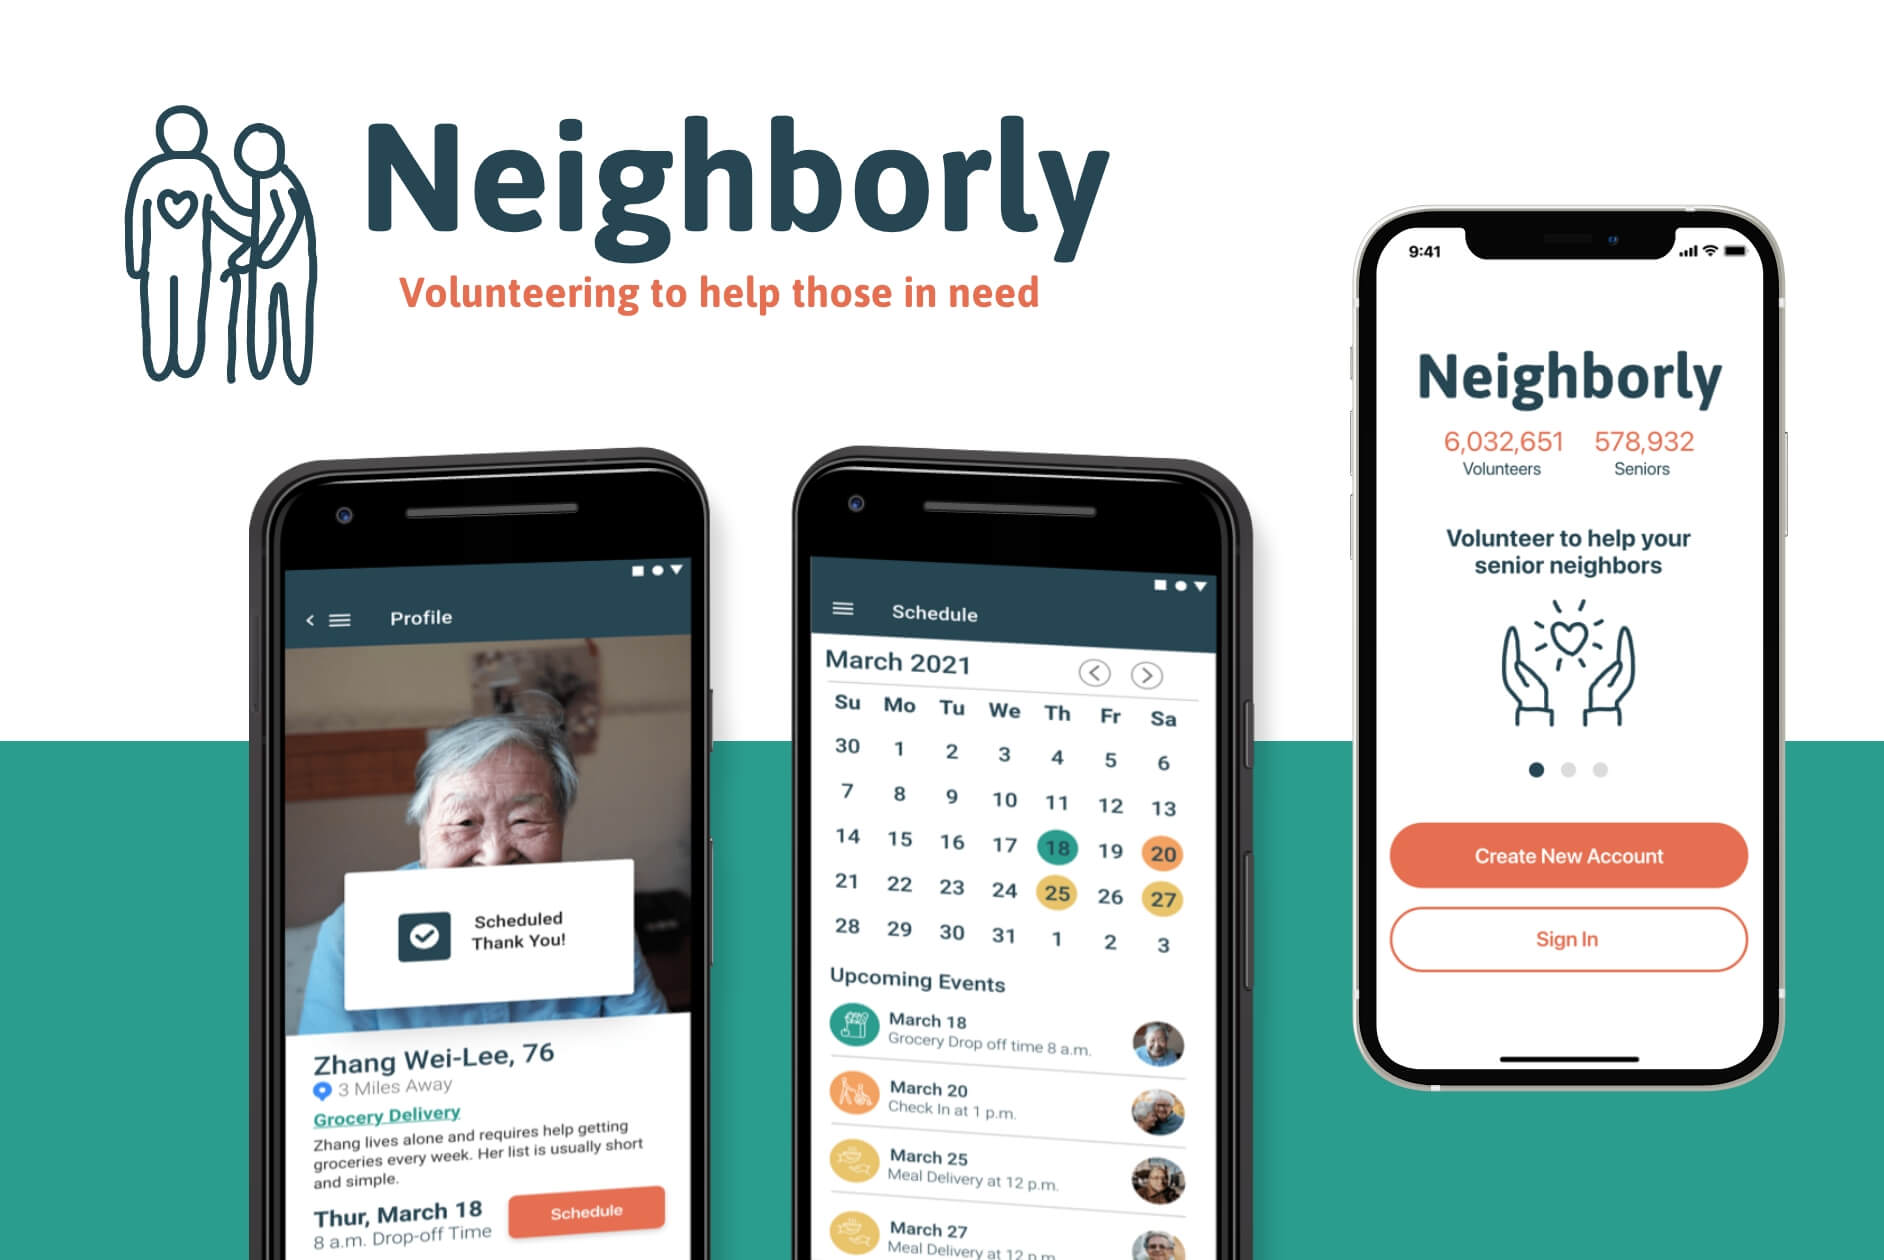 Neighborly
Volunteering to help those in need
Profile
Scheduled
Thank You!
Zhang Wei-Lee, 76
3 Miles Away
Grocery Delivery
Zhang lives alone and requires help getting
groceries every week. Her list is usually short
and simple.
Thur, March 18
8 a.m. Drop-off Time
Schedule
Schedule
March 2021
Su Mo Tu We Th Fr Sa
30 1 2 3 4 5 6
7 8 9 10 11 12 13
14 15 16 17 18 19 20
21 22 23 24 25 26 27
28 29 30 31 1 2 3
Upcoming Events
March 18
Grocery Drop off time 8 a.m.
March 20
Check In at 1 p.m.
March 25
Meal Delivery at 12 p.m.
March 27
Meal Delivery at 12 p.m.
9:41
Neighborly
6,032,651 578,932
Volunteers Seniors
Volunteer to help your
senior neighbors
Create New Account
Sign In